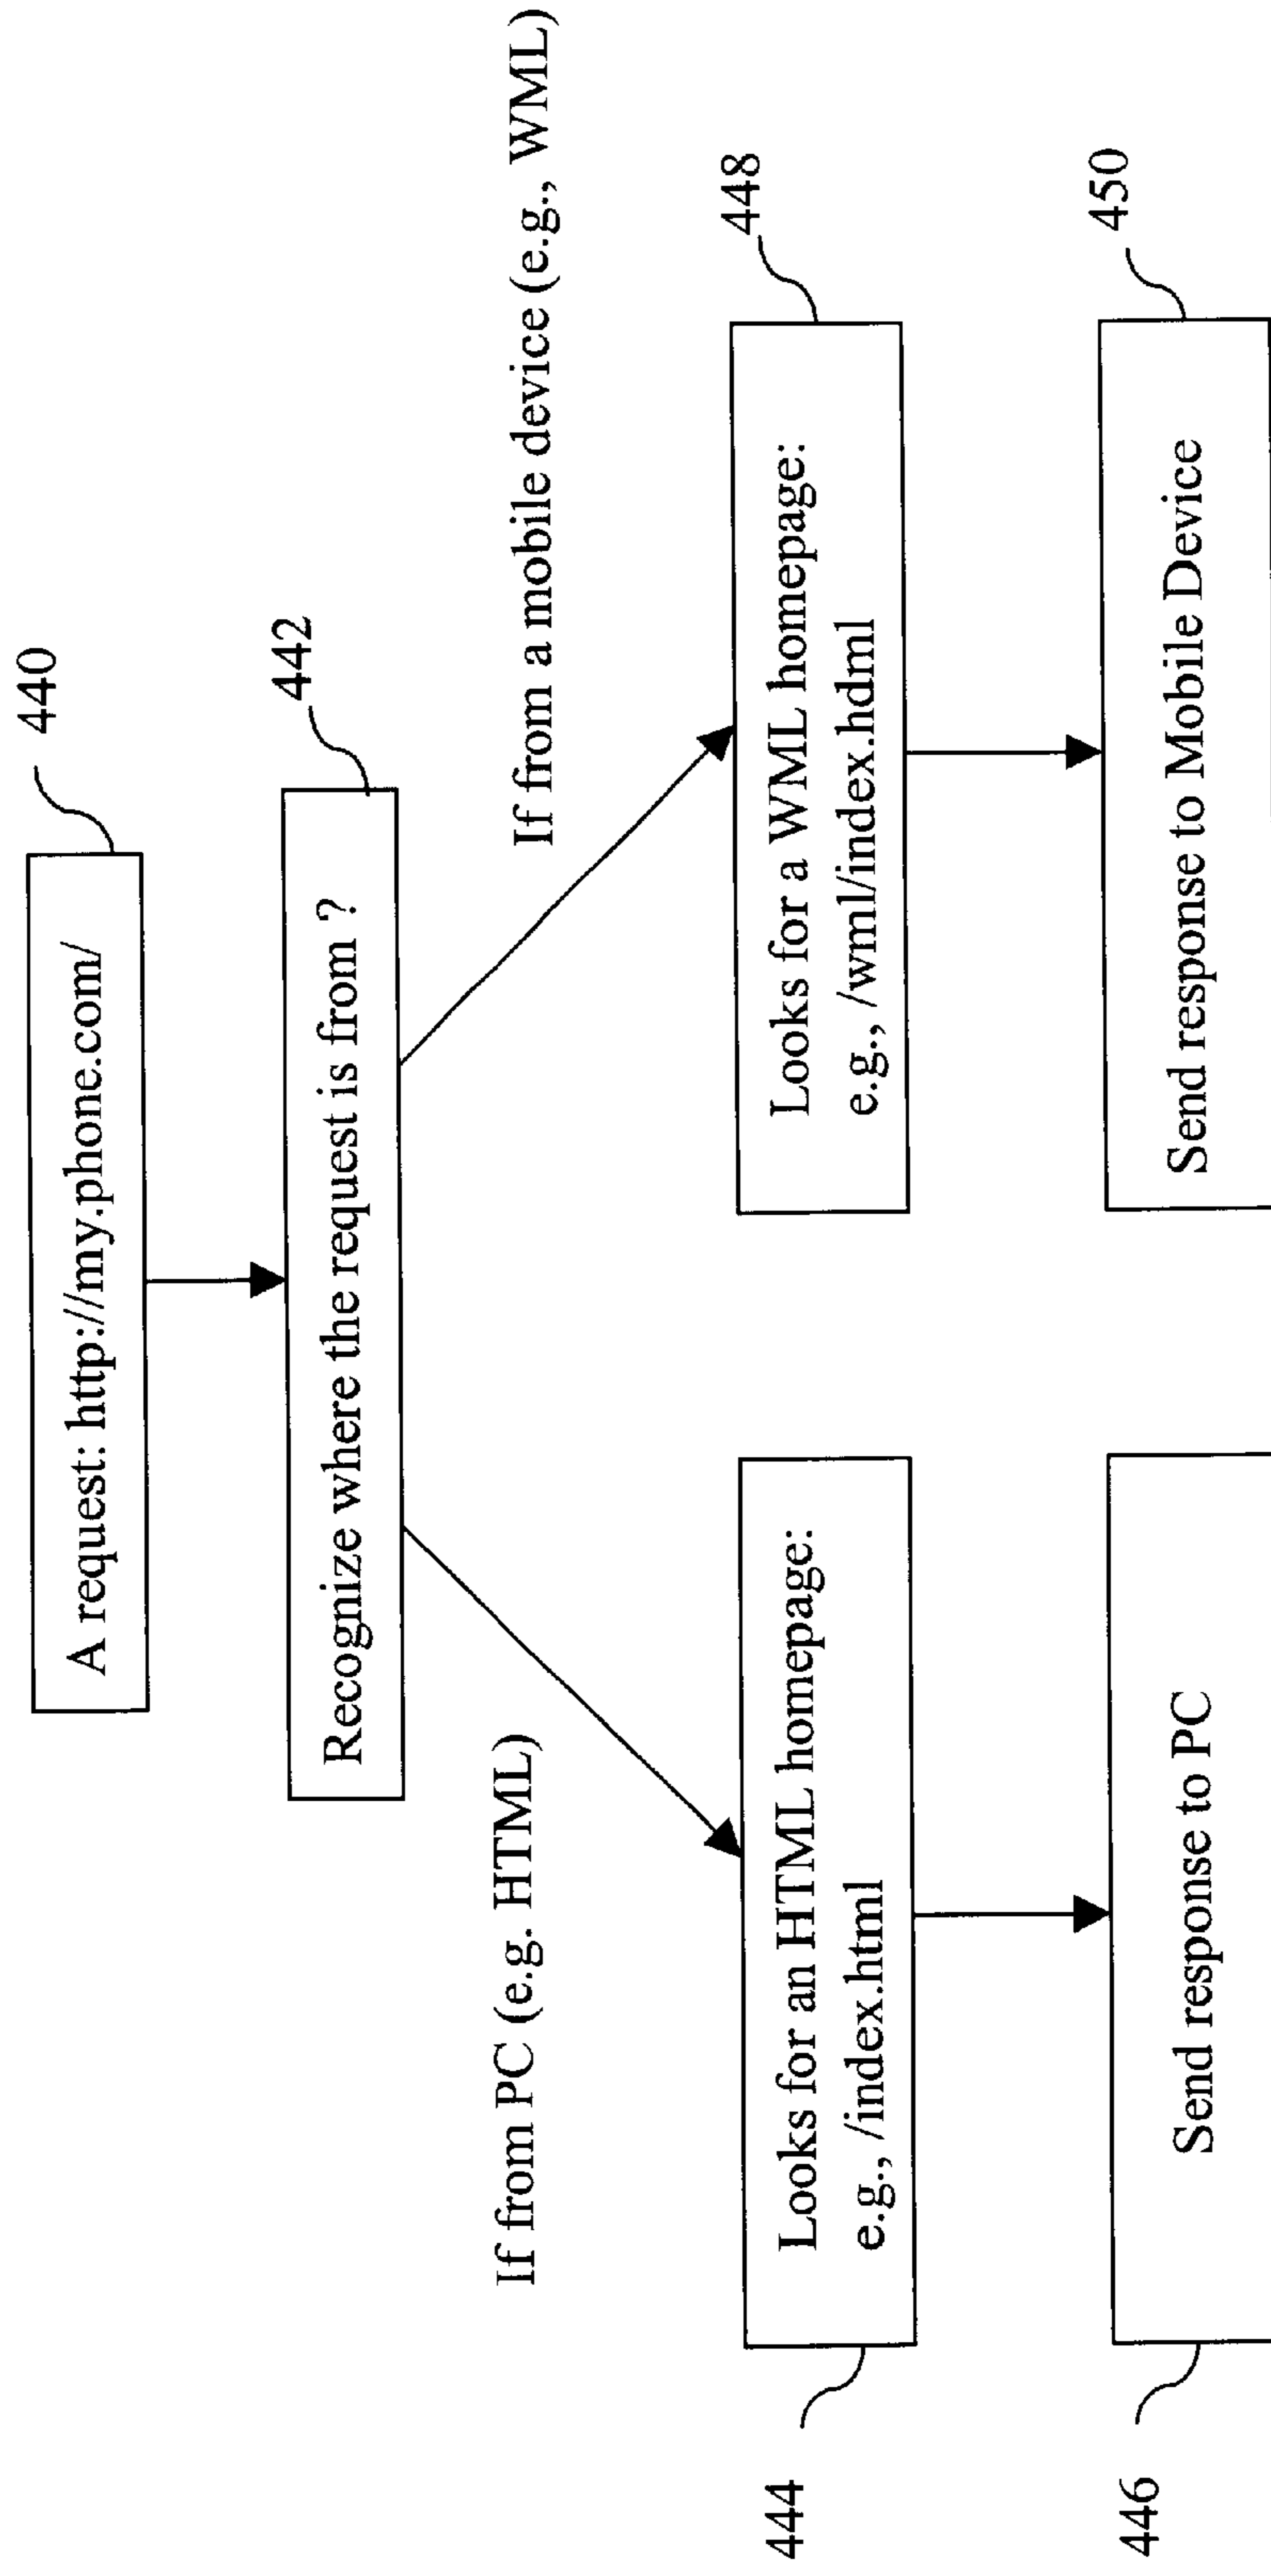 440
A request: http://my.phone.com/
442
Recognize where the request is from ?
If from PC (e.g. HTML)
If from a mobile device (e.g., WML)
444
Looks for an HTML homepage:
e.g., /index.html
448
Looks for a WML homepage:
e.g., /wml/index.hdml
446
Send response to PC
450
Send response to Mobile Device